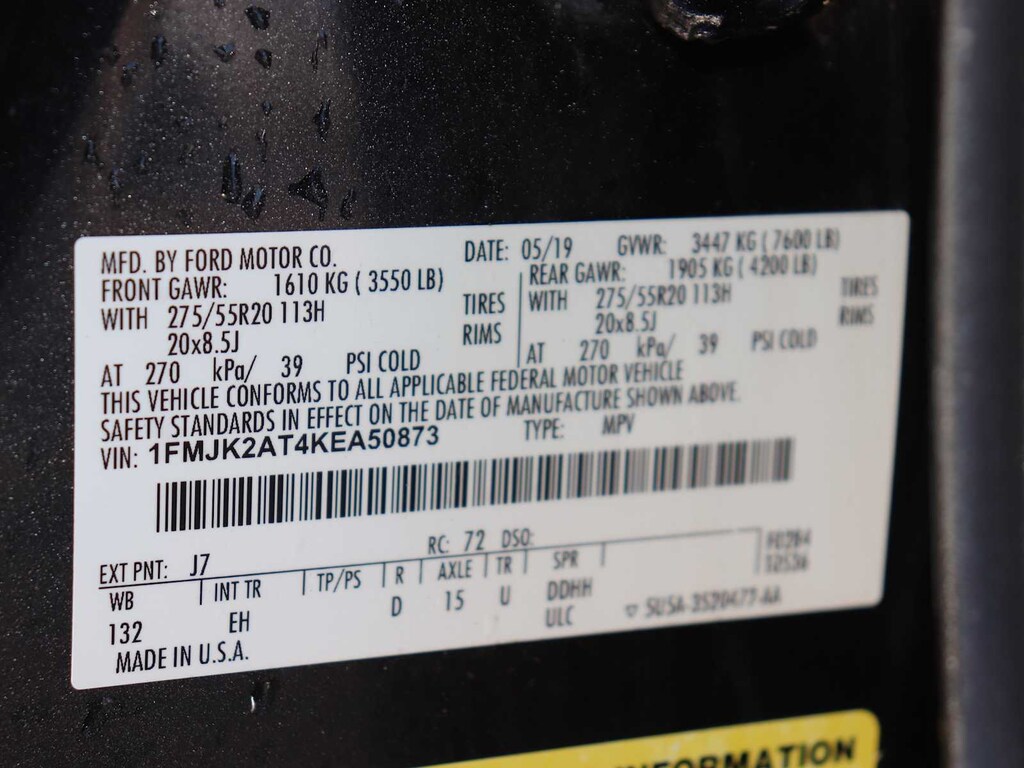 MFD. BY FORD MOTOR CO. DATE: 05/19 GVWR: 3447 KG ( 7600 LB)
FRONT GAWR: 1610 KG ( 3550 LB) REAR GAWR: 1905 KG ( 4200 LB)
WITH 275/55R20 113H TIRES WITH 275/55R20 113H TIRES
20x8.5J RIMS 20x8.5J RIMS
AT 270 kPa/ 39 PSI COLD AT 270 kPa/ 39 PSI COLD
THIS VEHICLE CONFORMS TO ALL APPLICABLE FEDERAL MOTOR VEHICLE
SAFETY STANDARDS IN EFFECT ON THE DATE OF MANUFACTURE SHOWN ABOVE.
VIN: 1FMJK2AT4KEA50873 TYPE: MPV
EXT PNT: J7 RC: 72 DSO:
WB INT TR TP/PS R AXLE TR SPR
132 EH D 15 U DDHH
ULC
MADE IN U.S.A.
INFORMATION